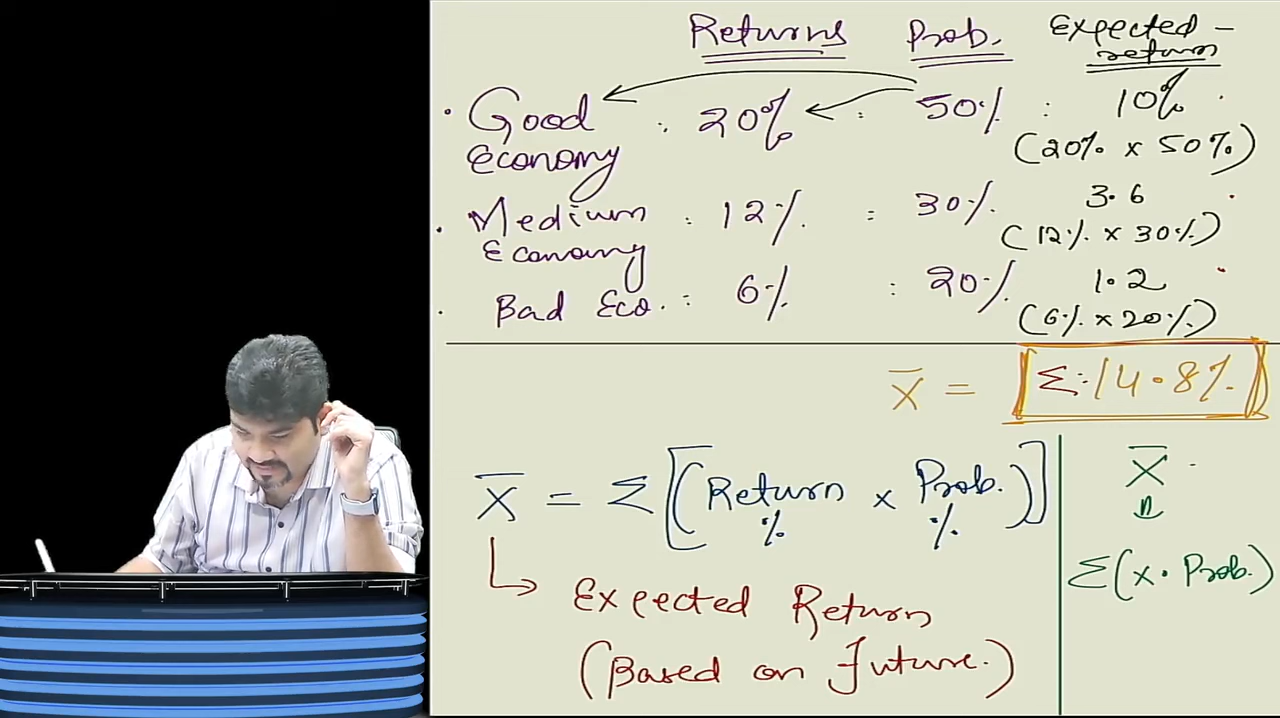 Returns Prob. Expected - return
· Good Economy : 20% : 50% : 10%
(20% x 50%)
· Medium Economy : 12% : 30% 3.6
(12% x 30%)
· Bad Eco. : 6% : 20% 1.2
(6% x 20%)
x̄ = Σ: 14.8%
x̄ = Σ[(Return % x Prob. %)]
Expected Return
(Based on Future.)
x̄
n
Σ(x · Prob.)